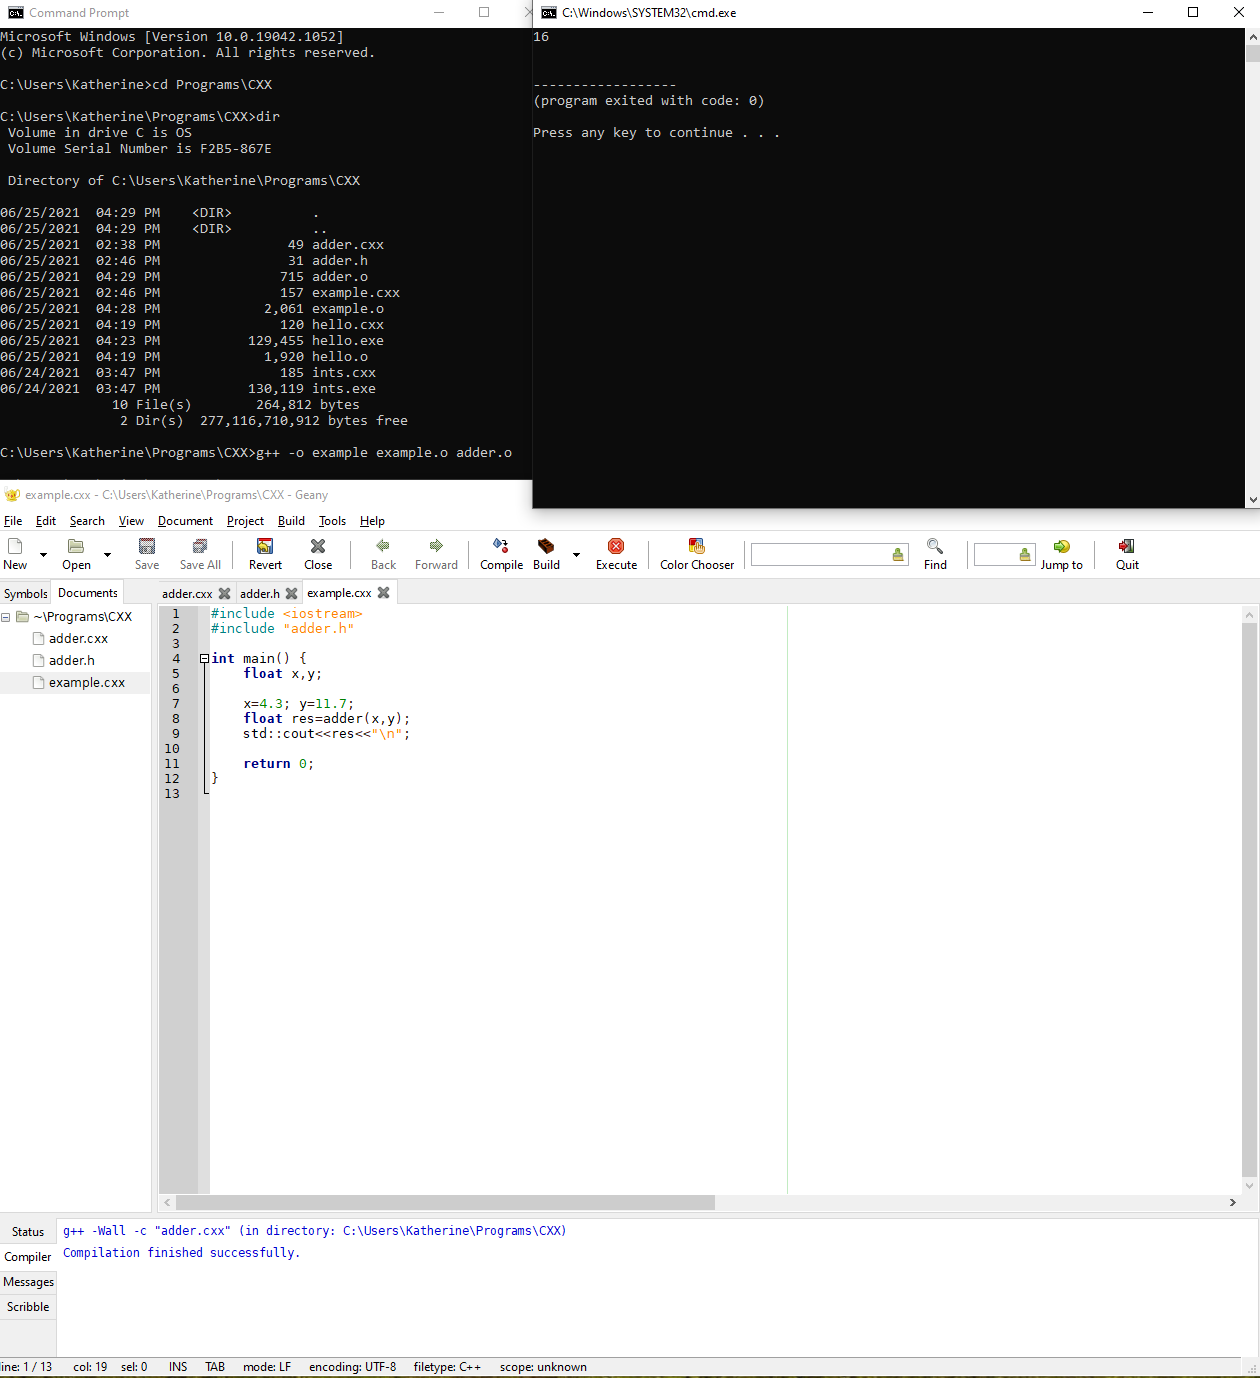 Command Prompt
Microsoft Windows [Version 10.0.19042.1052]
(c) Microsoft Corporation. All rights reserved.
C:\Users\Katherine>cd Programs\CXX
C:\Users\Katherine\Programs\CXX>dir
Volume in drive C is OS
Volume Serial Number is F2B5-867E
Directory of C:\Users\Katherine\Programs\CXX
06/25/2021  04:29 PM    <DIR>          .
06/25/2021  04:29 PM    <DIR>          ..
06/25/2021  02:38 PM                49 adder.cxx
06/25/2021  02:46 PM                31 adder.h
06/25/2021  04:29 PM               715 adder.o
06/25/2021  02:46 PM               157 example.cxx
06/25/2021  04:28 PM             2,061 example.o
06/25/2021  04:19 PM               120 hello.cxx
06/25/2021  04:23 PM           129,455 hello.exe
06/25/2021  04:19 PM             1,920 hello.o
06/24/2021  03:47 PM               185 ints.cxx
06/24/2021  03:47 PM           130,119 ints.exe
10 File(s)        264,812 bytes
2 Dir(s)  277,116,710,912 bytes free
C:\Users\Katherine\Programs\CXX>g++ -o example example.o adder.o
C:\Windows\SYSTEM32\cmd.exe
16
------------------
(program exited with code: 0)
Press any key to continue . . .
example.cxx - C:\Users\Katherine\Programs\CXX - Geany
File Edit Search View Document Project Build Tools Help
New Open Save Save All Revert Close Back Forward Compile Build Execute Color Chooser Find Jump to Quit
Symbols Documents adder.cxx adder.h example.cxx
~\Programs\CXX
adder.cxx
adder.h
example.cxx
1 #include <iostream>
2 #include "adder.h"
3
4 int main() {
5 float x,y;
6
7 x=4.3; y=11.7;
8 float res=adder(x,y);
9 std::cout<<res<<"\n";
10
11 return 0;
12 }
13
Status
Compiler
Messages
Scribble
g++ -Wall -c "adder.cxx" (in directory: C:\Users\Katherine\Programs\CXX)
Compilation finished successfully.
line: 1 / 13 col: 19 sel: 0 INS TAB mode: LF encoding: UTF-8 filetype: C++ scope: unknown